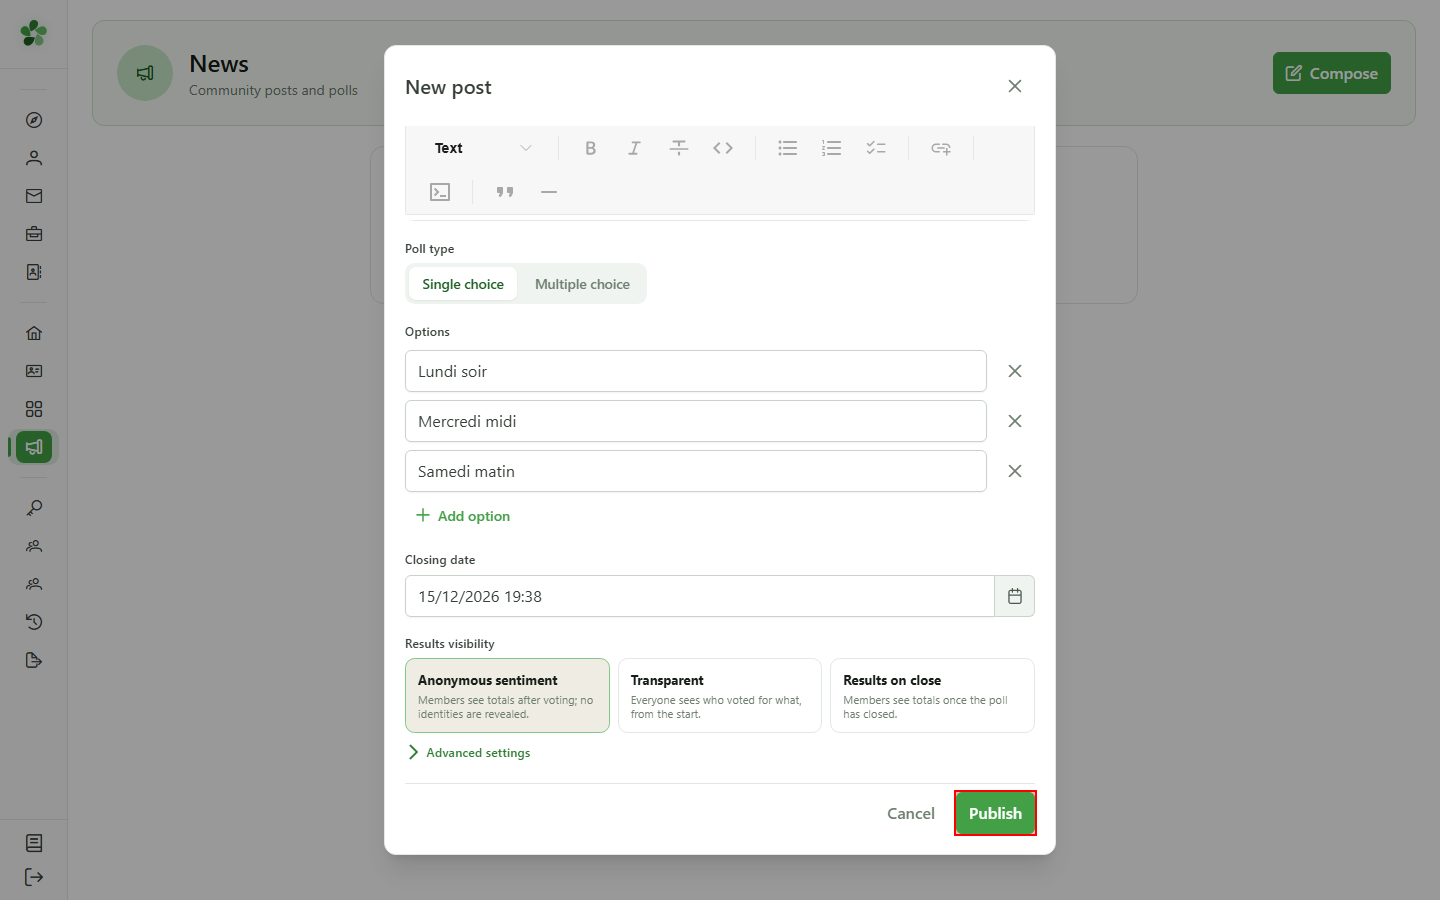 News
Community posts and polls
Compose
New post
Text
Poll type
Single choice
Multiple choice
Options
Lundi soir
Mercredi midi
Samedi matin
Add option
Closing date
15/12/2026 19:38
Results visibility
Anonymous sentiment
Members see totals after voting; no
identities are revealed.
Transparent
Everyone sees who voted for what,
from the start.
Results on close
Members see totals once the poll
has closed.
Advanced settings
Cancel
Publish